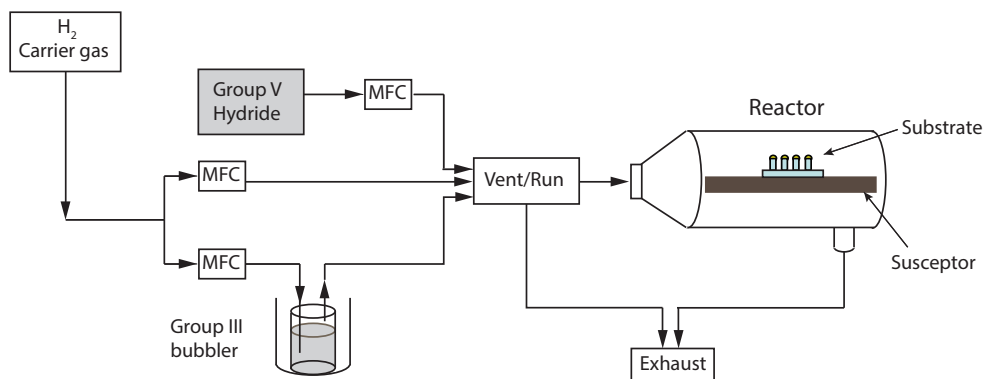 H₂
Carrier gas
Group V
Hydride
MFC
Reactor
Substrate
MFC
Vent/Run
MFC
Susceptor
Group III
bubbler
Exhaust